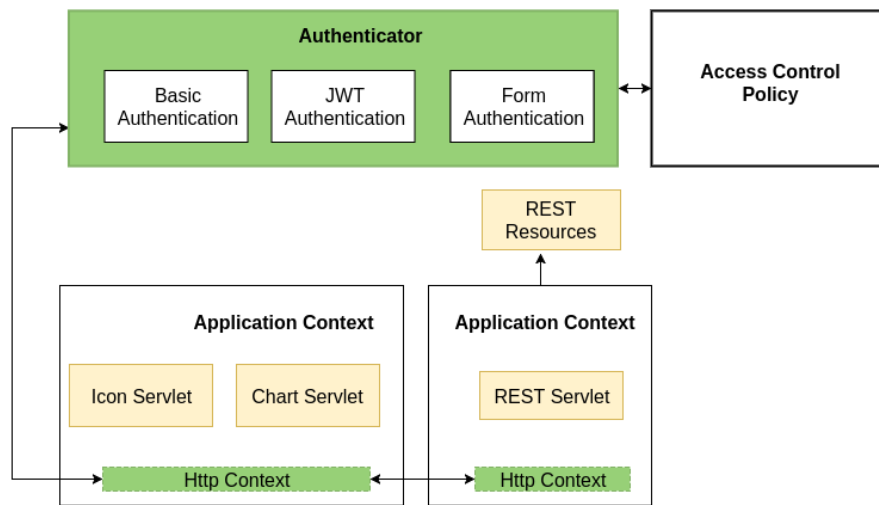 Authenticator
Basic
Authentication
JWT
Authentication
Form
Authentication
Access Control
Policy
REST
Resources
Application Context
Icon Servlet
Chart Servlet
Http Context
Application Context
REST Servlet
Http Context